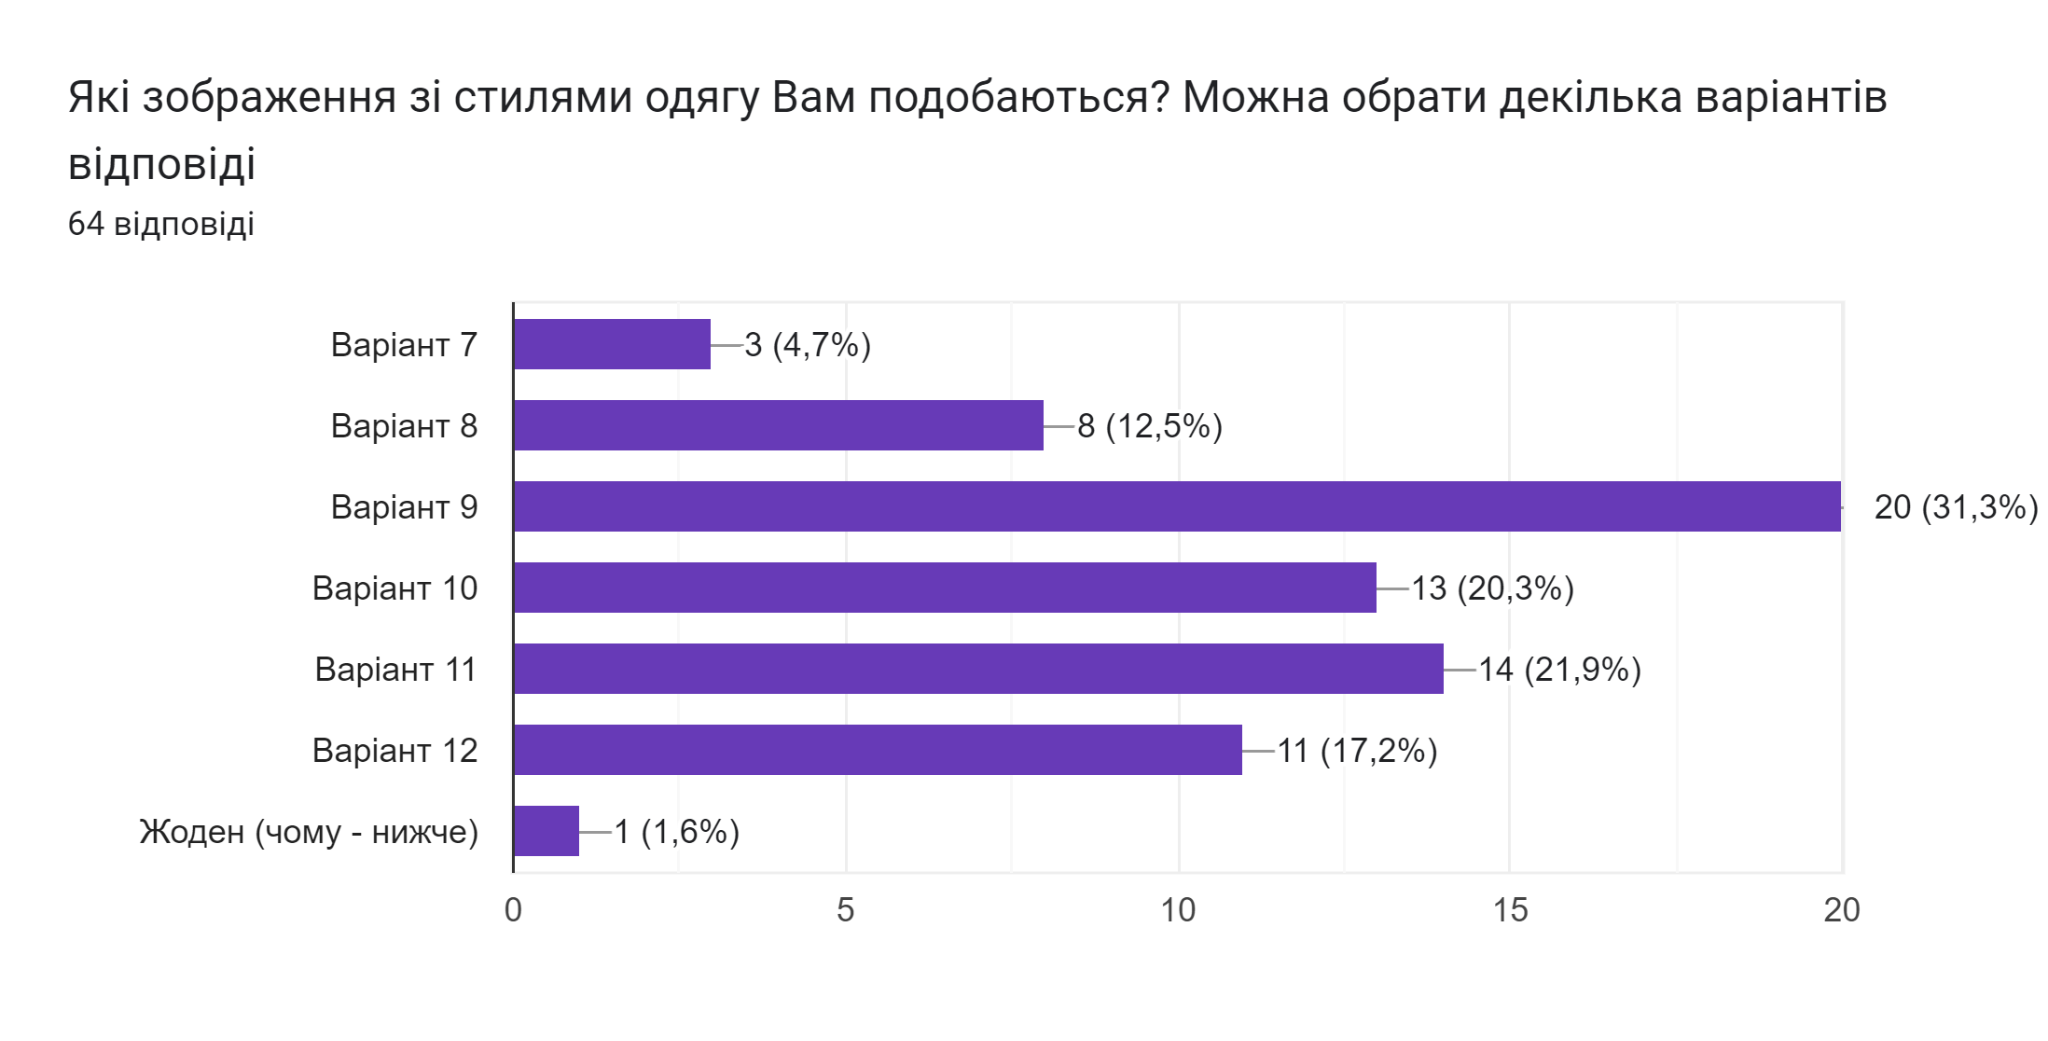 Які зображення зі стилями одягу Вам подобаються? Можна обрати декілька варіантів
відповіді
64 відповіді
Варіант 7 3 (4,7%)
Варіант 8 8 (12,5%)
Варіант 9 20 (31,3%)
Варіант 10 13 (20,3%)
Варіант 11 14 (21,9%)
Варіант 12 11 (17,2%)
Жоден (чому - нижче) 1 (1,6%)
0 5 10 15 20